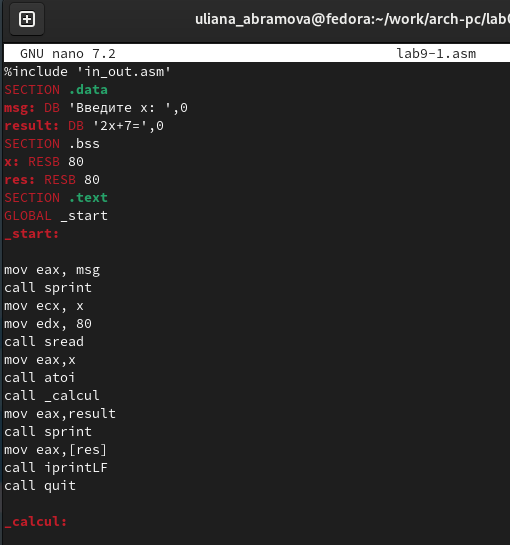 uliana_abramova@fedora:~/work/arch-pc/lab
GNU nano 7.2 lab9-1.asm
%include 'in_out.asm'
SECTION .data
msg: DB 'Введите x: ',0
result: DB '2x+7=',0
SECTION .bss
x: RESB 80
res: RESB 80
SECTION .text
GLOBAL _start
_start:
mov eax, msg
call sprint
mov ecx, x
mov edx, 80
call sread
mov eax,x
call atoi
call _calcul
mov eax,result
call sprint
mov eax,[res]
call iprintLF
call quit
_calcul: